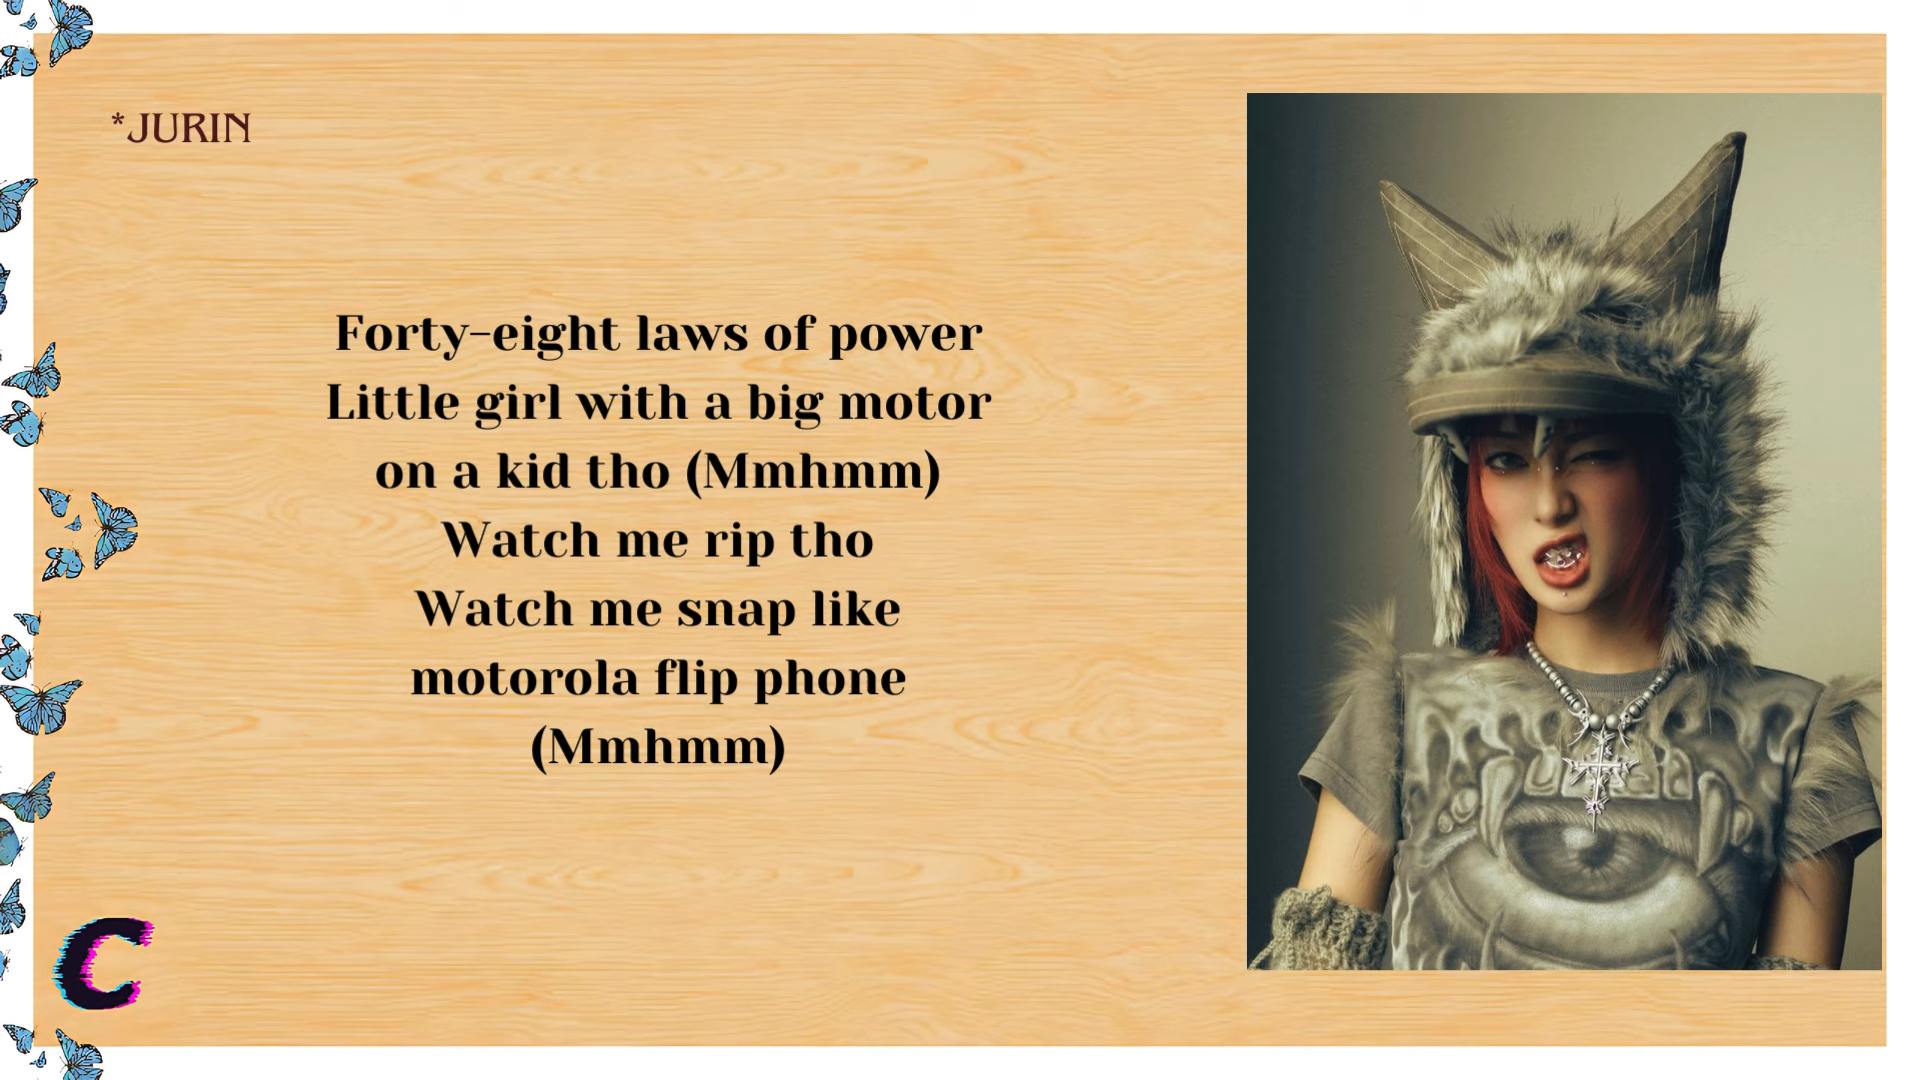 *JURIN
Forty-eight laws of power
Little girl with a big motor
on a kid tho (Mmhmm)
Watch me rip tho
Watch me snap like
motorola flip phone
(Mmhmm)
C